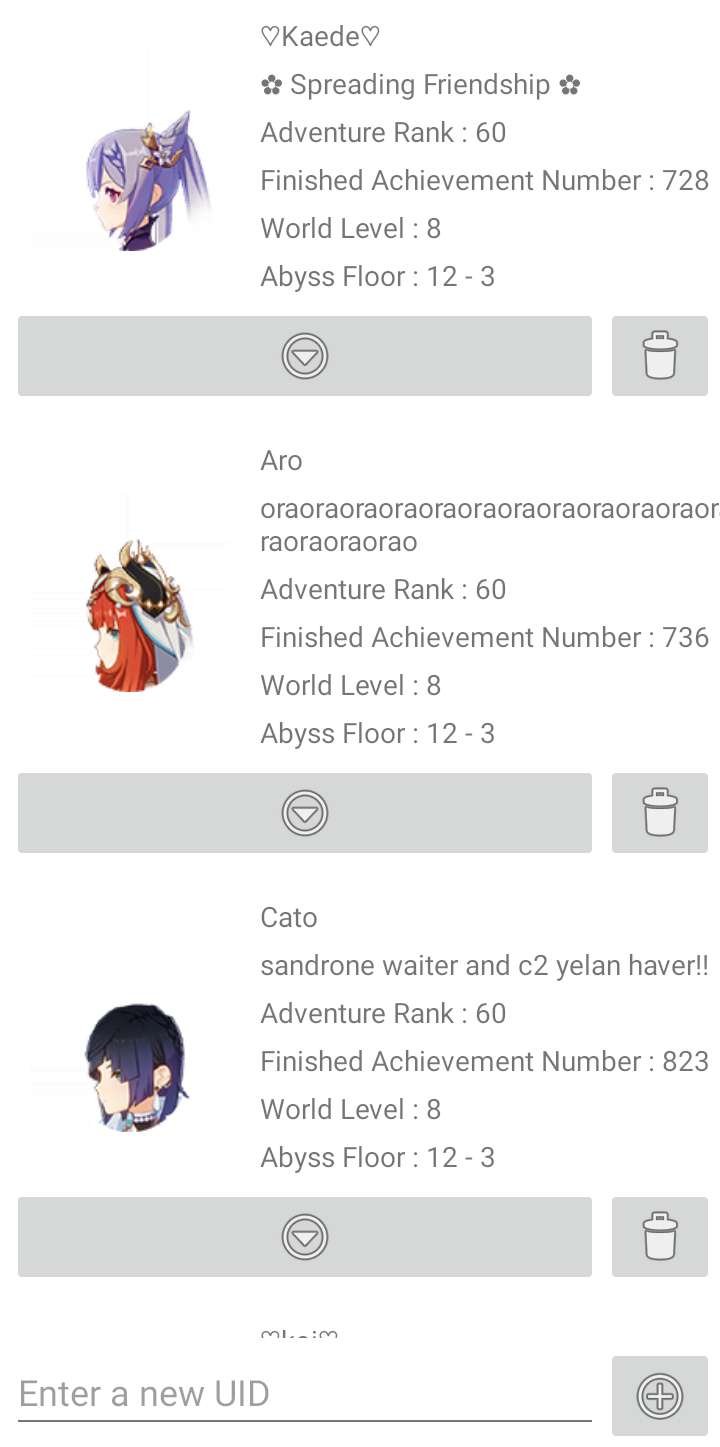 ♡Kaede♡
✿ Spreading Friendship ✿
Adventure Rank : 60
Finished Achievement Number : 728
World Level : 8
Abyss Floor : 12 - 3
Aro
oraoraoraoraoraoraoraoraoraoraoraora
raoraoraorao
Adventure Rank : 60
Finished Achievement Number : 736
World Level : 8
Abyss Floor : 12 - 3
Cato
sandrone waiter and c2 yelan haver!!
Adventure Rank : 60
Finished Achievement Number : 823
World Level : 8
Abyss Floor : 12 - 3
Enter a new UID